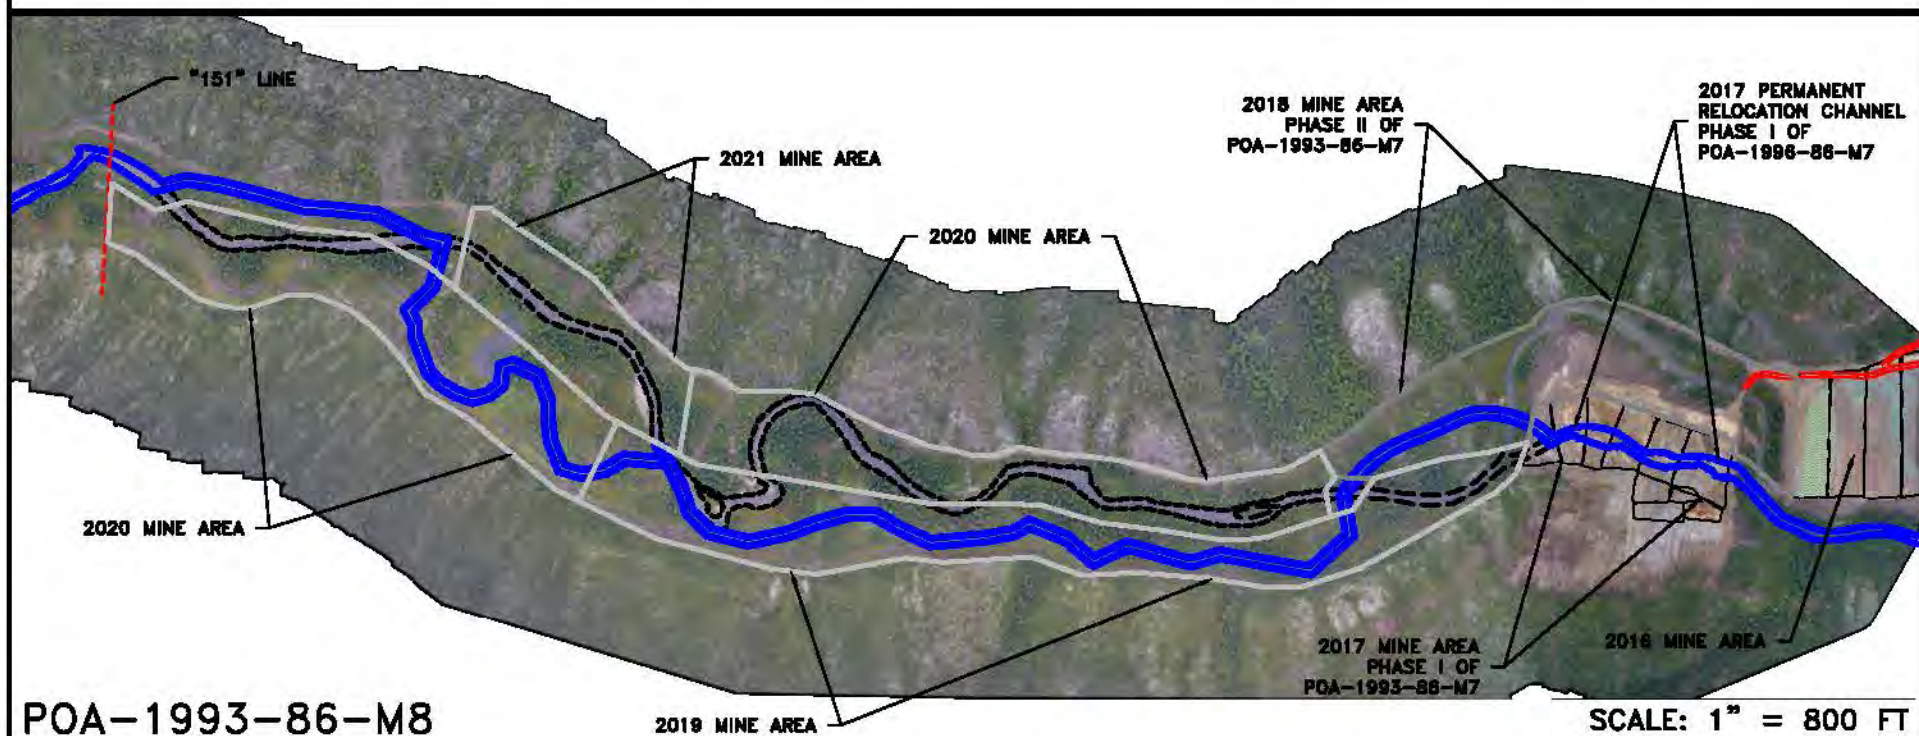 "151" LINE
2021 MINE AREA
2020 MINE AREA
2018 MINE AREA
PHASE II OF
POA-1993-86-M7
2017 PERMANENT
RELOCATION CHANNEL
PHASE I OF
POA-1996-86-M7
2020 MINE AREA
2019 MINE AREA
2017 MINE AREA
PHASE I OF
POA-1993-86-M7
2016 MINE AREA
POA-1993-86-M8
SCALE: 1" = 800 FT